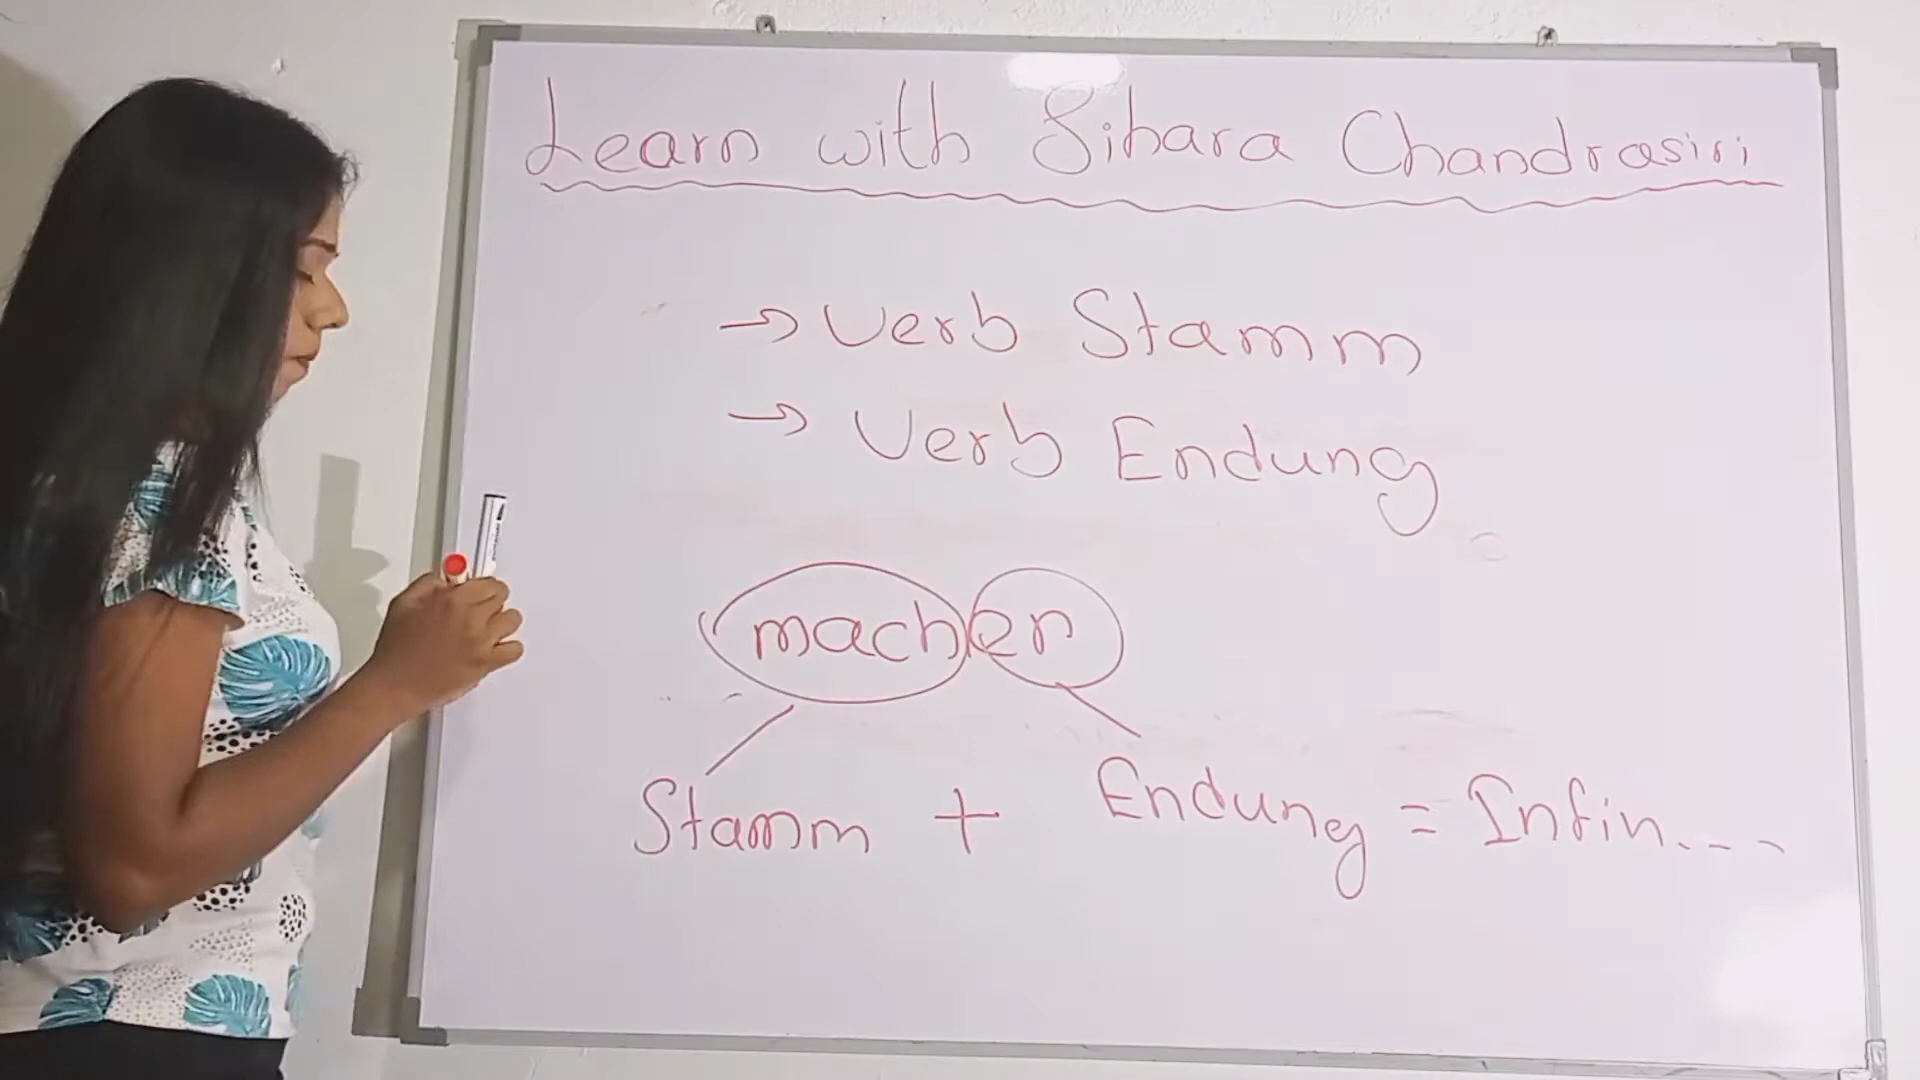 Learn with Sihara Chandrasiri
→ Verb Stamm
→ Verb Endung
machen
Stamm + Endung = Infin...